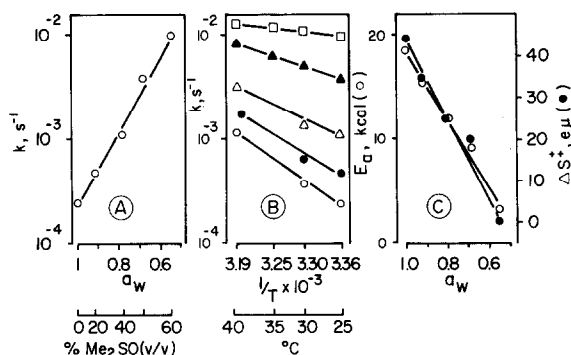 10⁻²
10⁻³
10⁻⁴
k, s⁻¹
A
1 0.8 0.6
a_w
0 20 40 60
% Me₂SO (v/v)
10⁻²
10⁻³
10⁻⁴
k, s⁻¹
B
3.19 3.25 3.30 3.36
1/T × 10⁻³
40 35 30 25
°C
20
10
0
E_a, kcal (○)
C
1.0 0.8 0.6
a_w
40
30
20
10
0
ΔS⁺⁺, eμ (●)